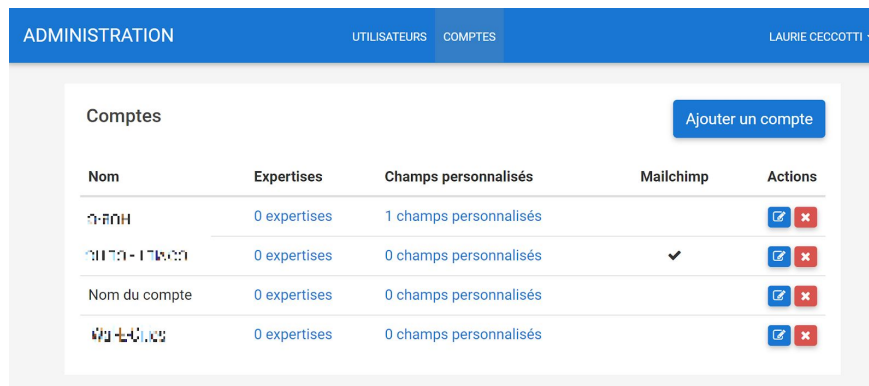 ADMINISTRATION UTILISATEURS COMPTES LAURIE CECCOTTI
Comptes Ajouter un compte
Nom Expertises Champs personnalisés Mailchimp Actions
0 expertises 1 champs personnalisés
0 expertises 0 champs personnalisés
Nom du compte 0 expertises 0 champs personnalisés
0 expertises 0 champs personnalisés